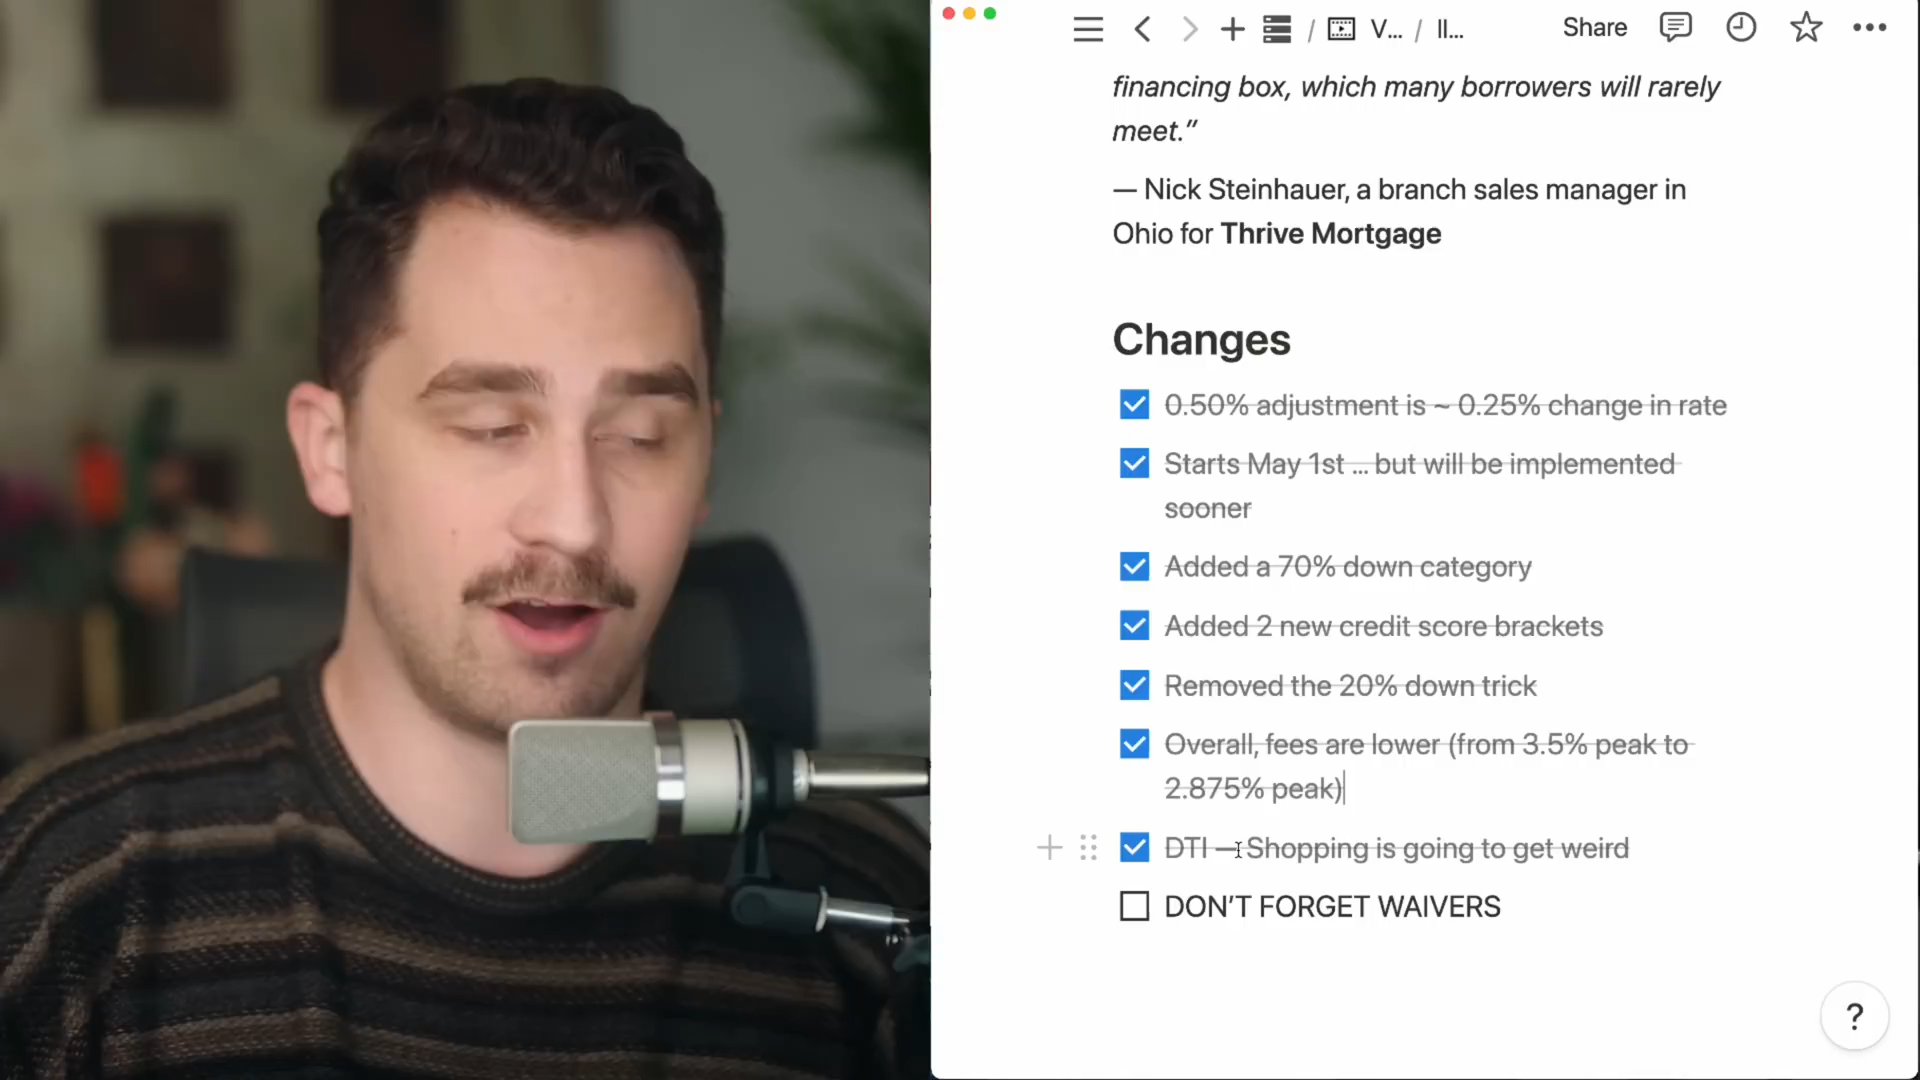 / V... / II...
Share
financing box, which many borrowers will rarely
meet.”
— Nick Steinhauer, a branch sales manager in
Ohio for Thrive Mortgage
Changes
0.50% adjustment is ~ 0.25% change in rate
Starts May 1st ... but will be implemented
sooner
Added a 70% down category
Added 2 new credit score brackets
Removed the 20% down trick
Overall, fees are lower (from 3.5% peak to
2.875% peak)
DTI — Shopping is going to get weird
DON’T FORGET WAIVERS
?